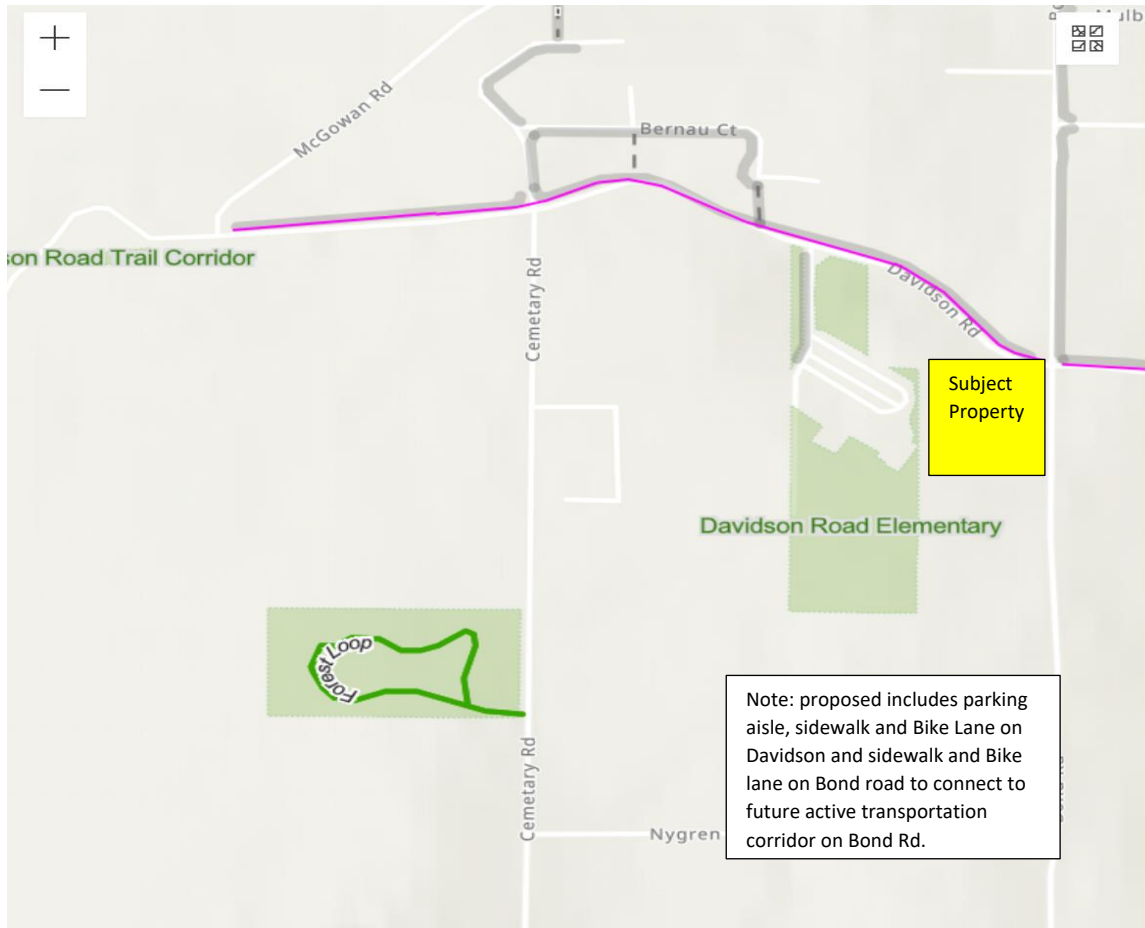 Mulb
McGowan Rd
Bernau Ct
son Road Trail Corridor
Cemetary Rd
Davidson Rd
Subject
Property
Davidson Road Elementary
Forest Loop
Note: proposed includes parking
aisle, sidewalk and Bike Lane on
Davidson and sidewalk and Bike
lane on Bond road to connect to
future active transportation
corridor on Bond Rd.
Cemetary Rd
Nygren